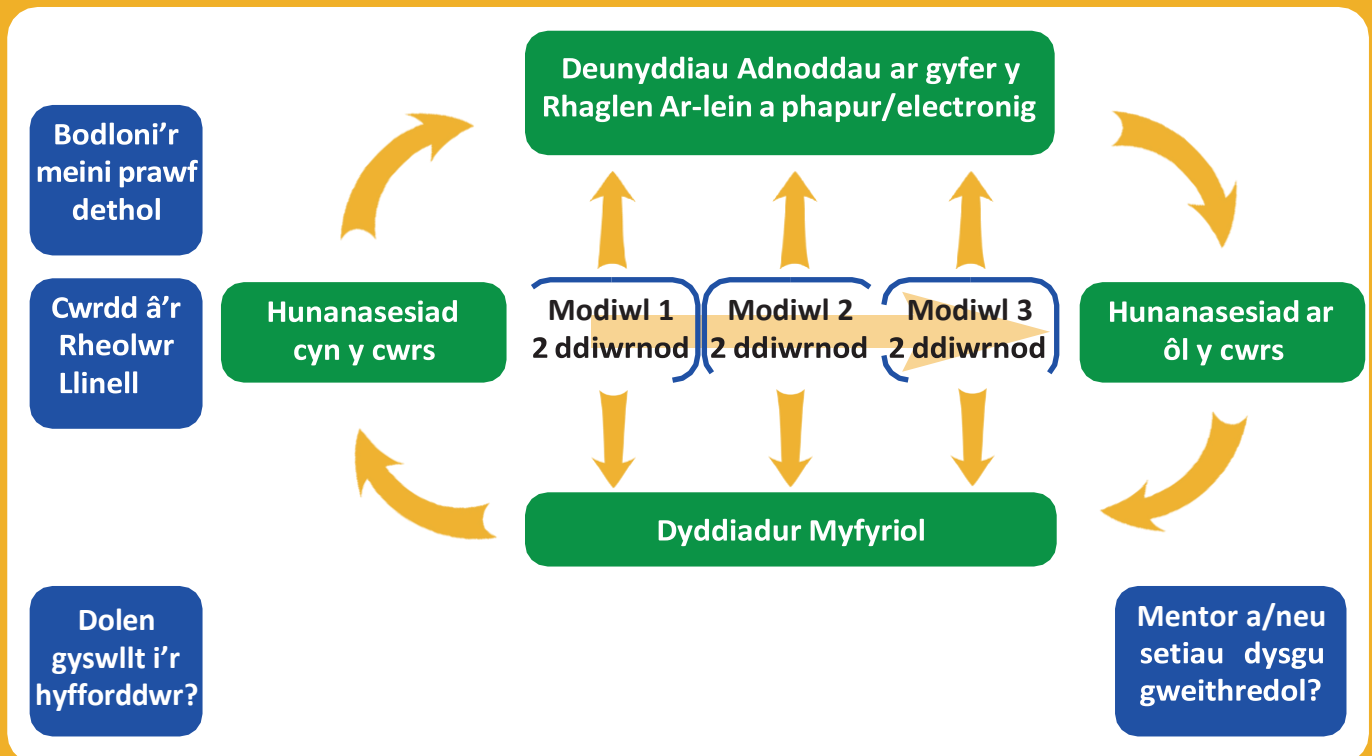 Deunyddiau Adnoddau ar gyfer y
Rhaglen Ar-lein a phapur/electronig
Bodloni’r
meini prawf
dethol
Cwrdd â’r
Rheolwr
Llinell
Hunanasesiad
cyn y cwrs
Modiwl 1
2 ddiwrnod
Modiwl 2
2 ddiwrnod
Modiwl 3
2 ddiwrnod
Hunanasesiad ar
ôl y cwrs
Dyddiadur Myfyriol
Dolen
gyswllt i’r
hyfforddwr?
Mentor a/neu
setiau dysgu
gweithredol?